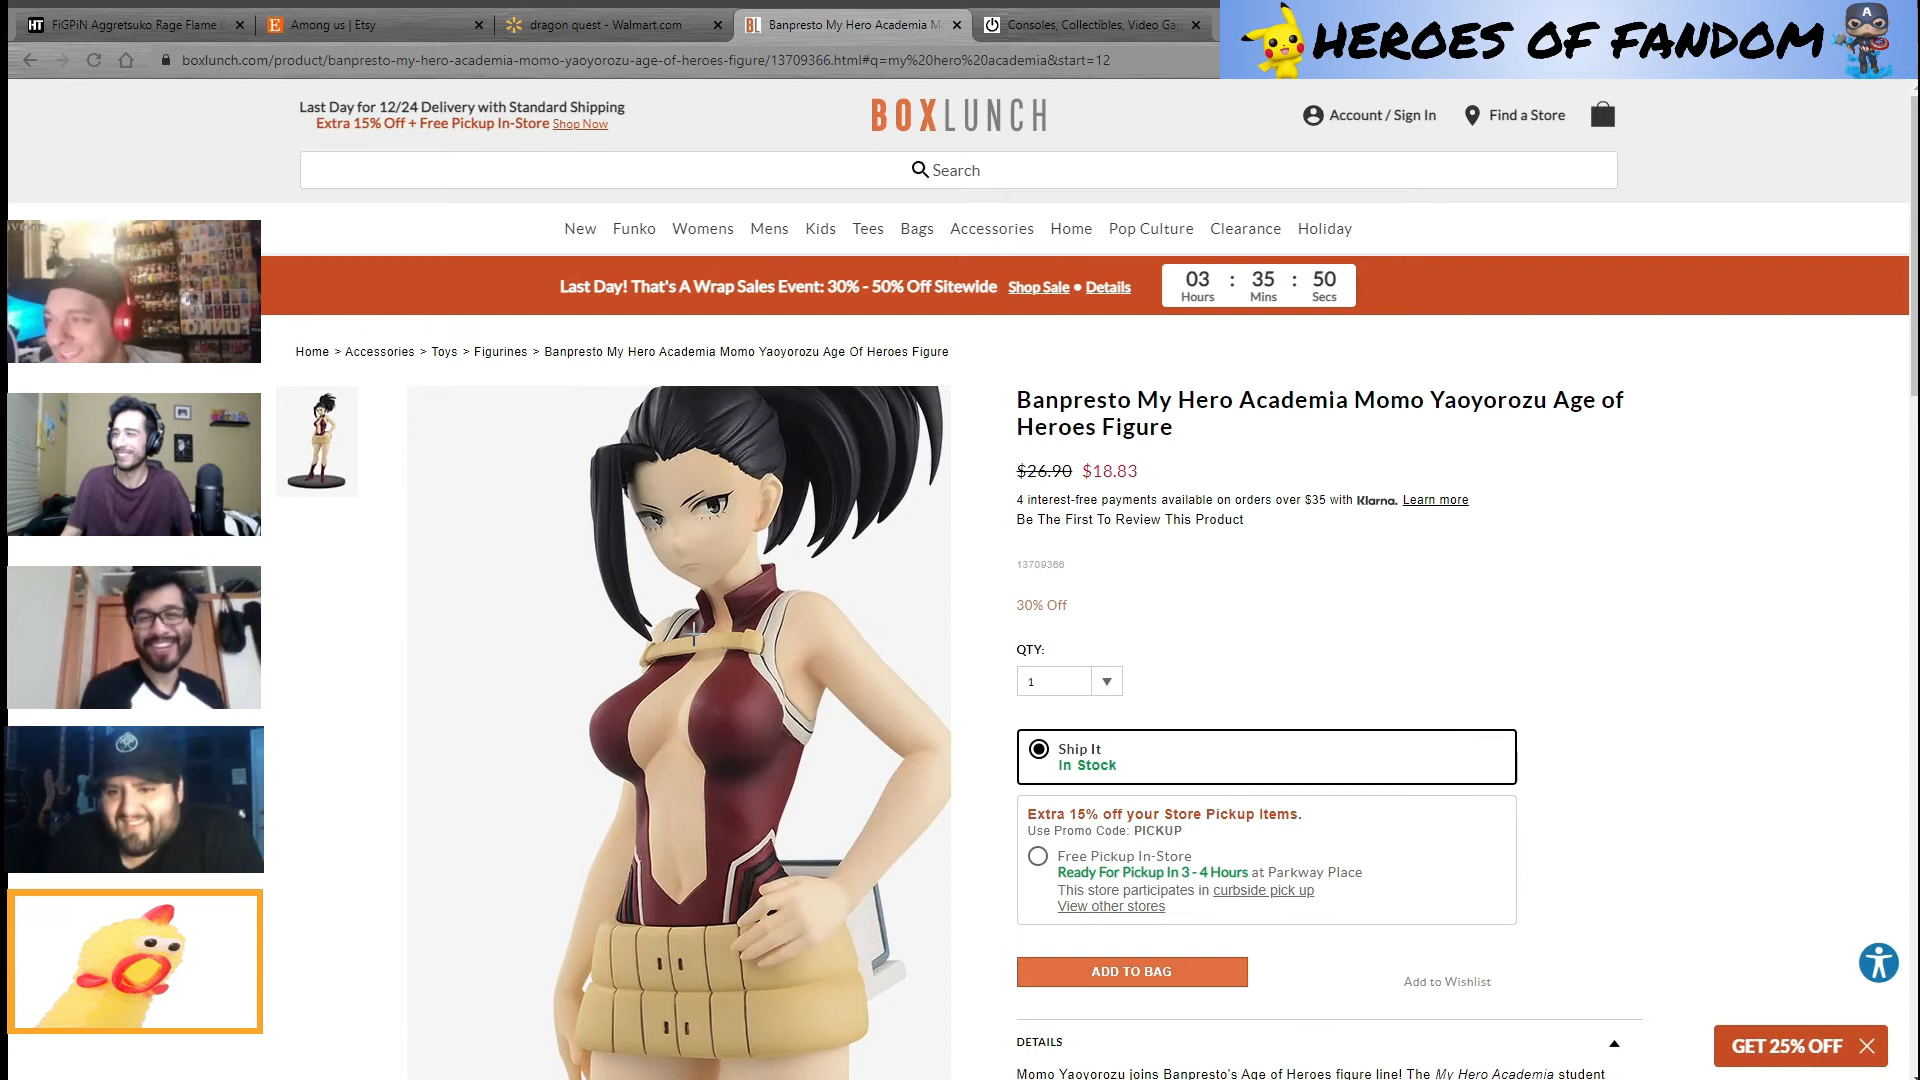 FiGPiN Aggretsuko Rage Flame
Among us | Etsy
dragon quest - Walmart.com
Banpresto My Hero Academia M
Consoles, Collectibles, Video Ga
HEROES OF FANDOM
boxlunch.com/product/banpresto-my-hero-academia-momo-yaoyorozu-age-of-heroes-figure/13709366.html#q=my%20hero%20academia&start=12
Last Day for 12/24 Delivery with Standard Shipping
Extra 15% Off + Free Pickup In-Store Shop Now
BOXLUNCH
Account / Sign In
Find a Store
Search
New Funko Womens Mens Kids Tees Bags Accessories Home Pop Culture Clearance Holiday
Last Day! That's A Wrap Sales Event: 30% - 50% Off Sitewide Shop Sale • Details
03 : 35 : 50
Hours Mins Secs
FUNKO
Home > Accessories > Toys > Figurines > Banpresto My Hero Academia Momo Yaoyorozu Age Of Heroes Figure
Banpresto My Hero Academia Momo Yaoyorozu Age of
Heroes Figure
$26.90 $18.83
4 interest-free payments available on orders over $35 with Klarna. Learn more
Be The First To Review This Product
13709366
30% Off
QTY:
1
Ship It
In Stock
Extra 15% off your Store Pickup Items.
Use Promo Code: PICKUP
Free Pickup In-Store
Ready For Pickup In 3 - 4 Hours at Parkway Place
This store participates in curbside pick up
View other stores
ADD TO BAG
Add to Wishlist
DETAILS
GET 25% OFF
Momo Yaoyorozu joins Banpresto's Age of Heroes figure line! The My Hero Academia student